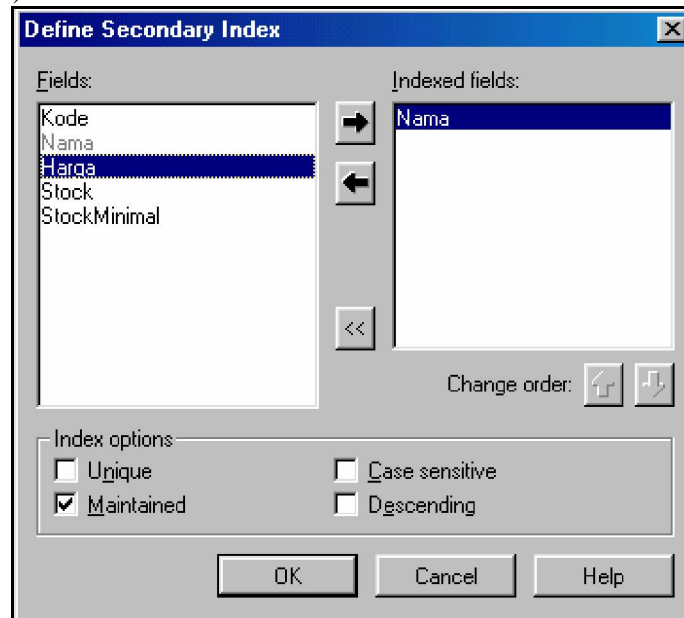 Define Secondary Index
Fields:
Kode
Nama
Harga
Stock
StockMinimal
Indexed fields:
Nama
<<
Change order:
Index options
Unique
Maintained
Case sensitive
Descending
OK
Cancel
Help